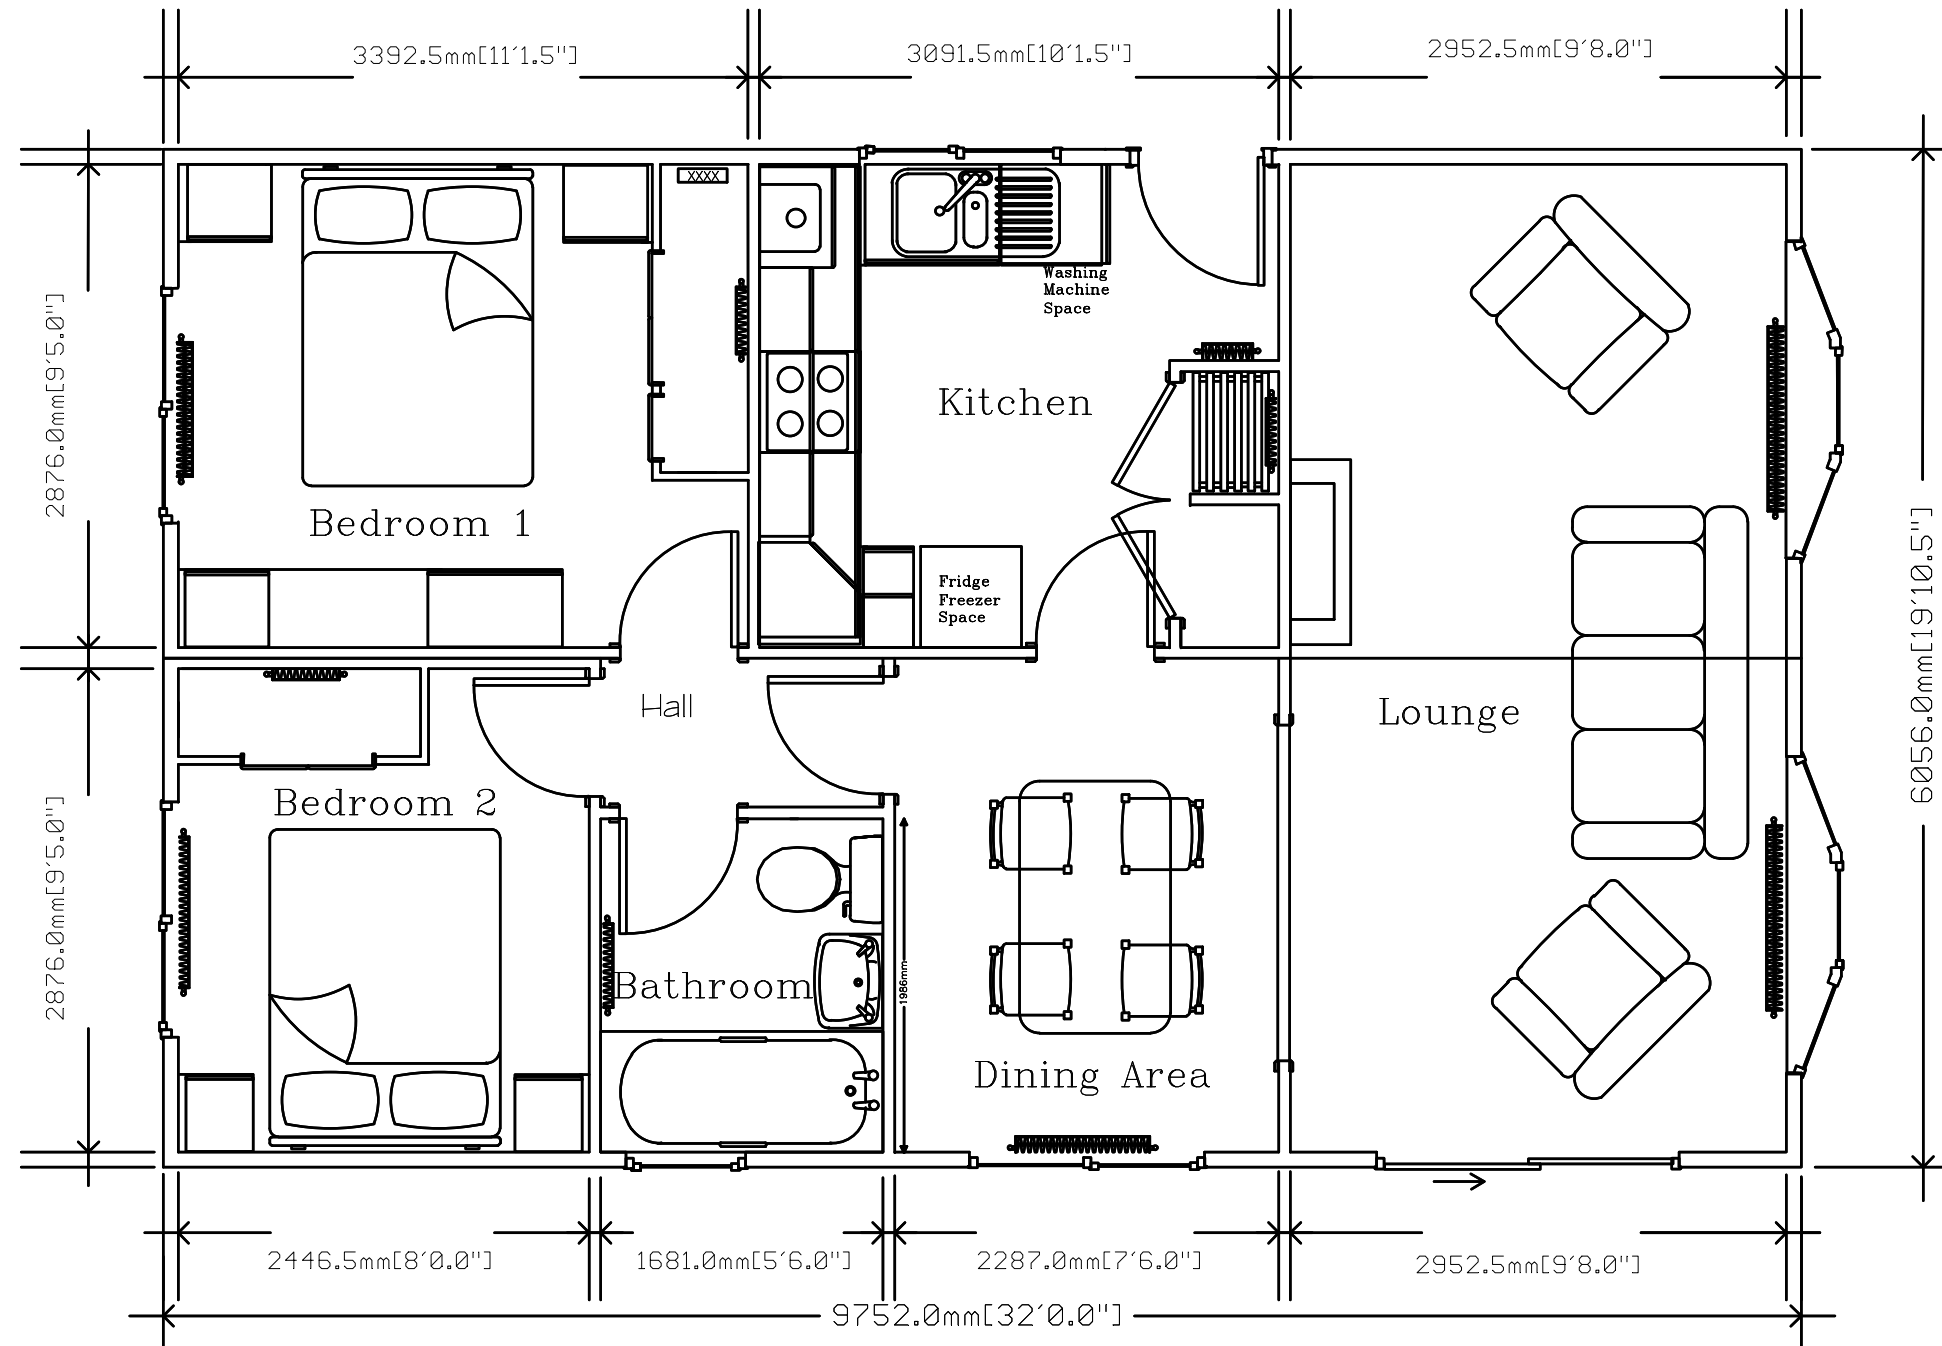 3392.5mm[11'1.5"]
3091.5mm[10'1.5"]
2952.5mm[9'8.0"]
XXXX
Washing
Machine
Space
2876.0mm[9'5.0"]
Kitchen
Bedroom 1
Fridge
Freezer
Space
6056.0mm[19'10.5"]
Hall
Lounge
Bedroom 2
2876.0mm[9'5.0"]
Bathroom
1986mm
Dining Area
2446.5mm[8'0.0"]
1681.0mm[5'6.0"]
2287.0mm[7'6.0"]
2952.5mm[9'8.0"]
9752.0mm[32'0.0"]